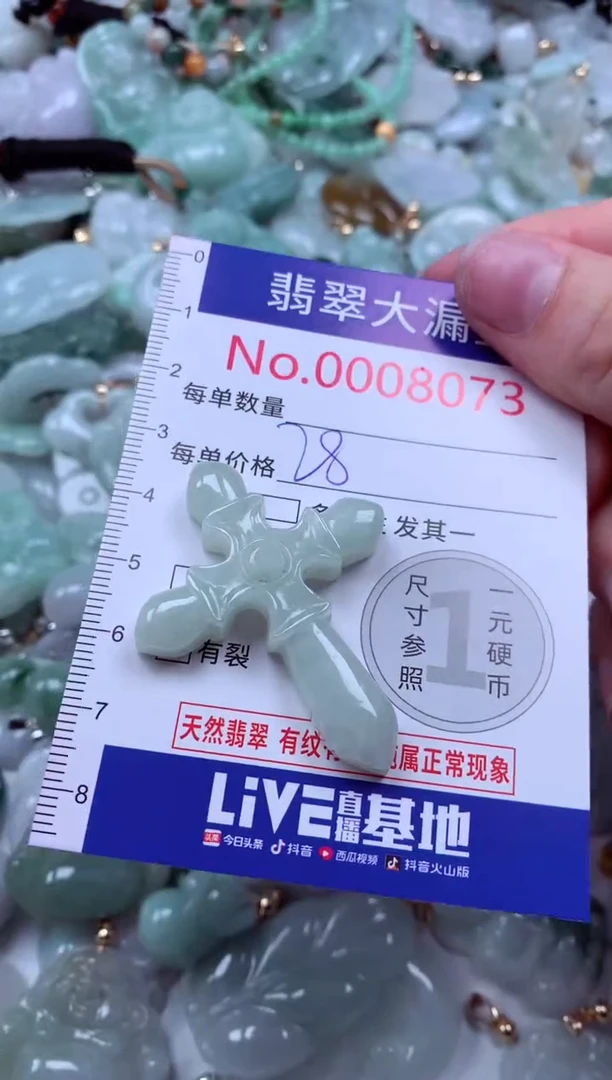 翡翠大漏
No.0008073
每单数量
每单价格 28
发其一
有裂
尺寸参照
1
一元硬币
天然翡翠 有纹 属正常现象
LiVE直播基地
头条 今日头条 抖音 西瓜视频 抖音火山版
0
1
2
3
4
5
6
7
8